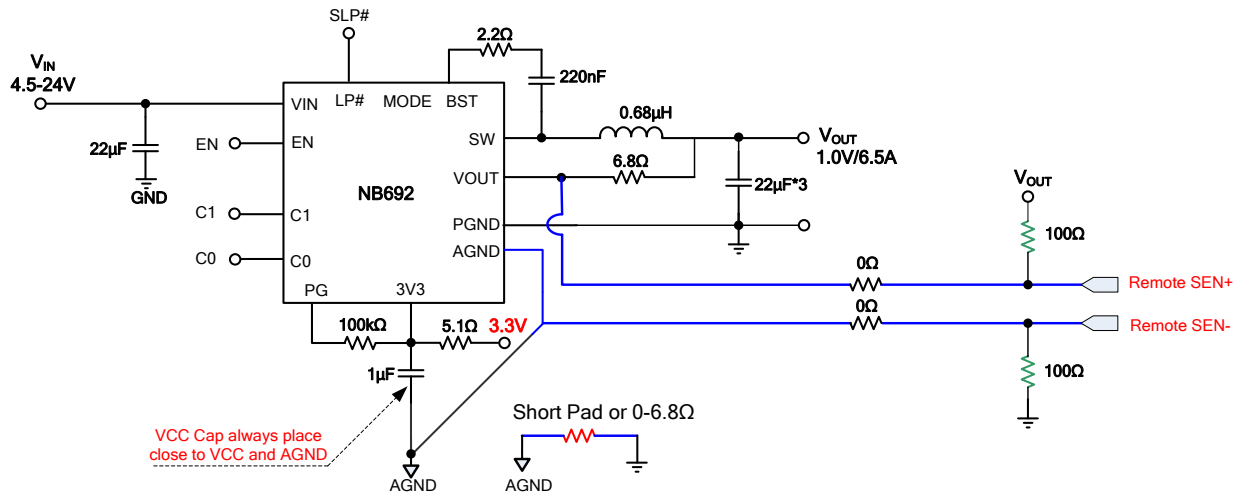 SLP#
V_IN
4.5-24V
22µF
GND
EN
C1
C0
VIN
LP#
MODE
BST
EN
SW
VOUT
NB692
PGND
C1
AGND
C0
PG
3V3
2.2Ω
220nF
0.68µH
6.8Ω
V_OUT
1.0V/6.5A
22µF*3
V_OUT
100Ω
0Ω
Remote SEN+
0Ω
Remote SEN-
100Ω
100kΩ
5.1Ω
3.3V
1µF
VCC Cap always place
close to VCC and AGND
AGND
Short Pad or 0-6.8Ω
AGND